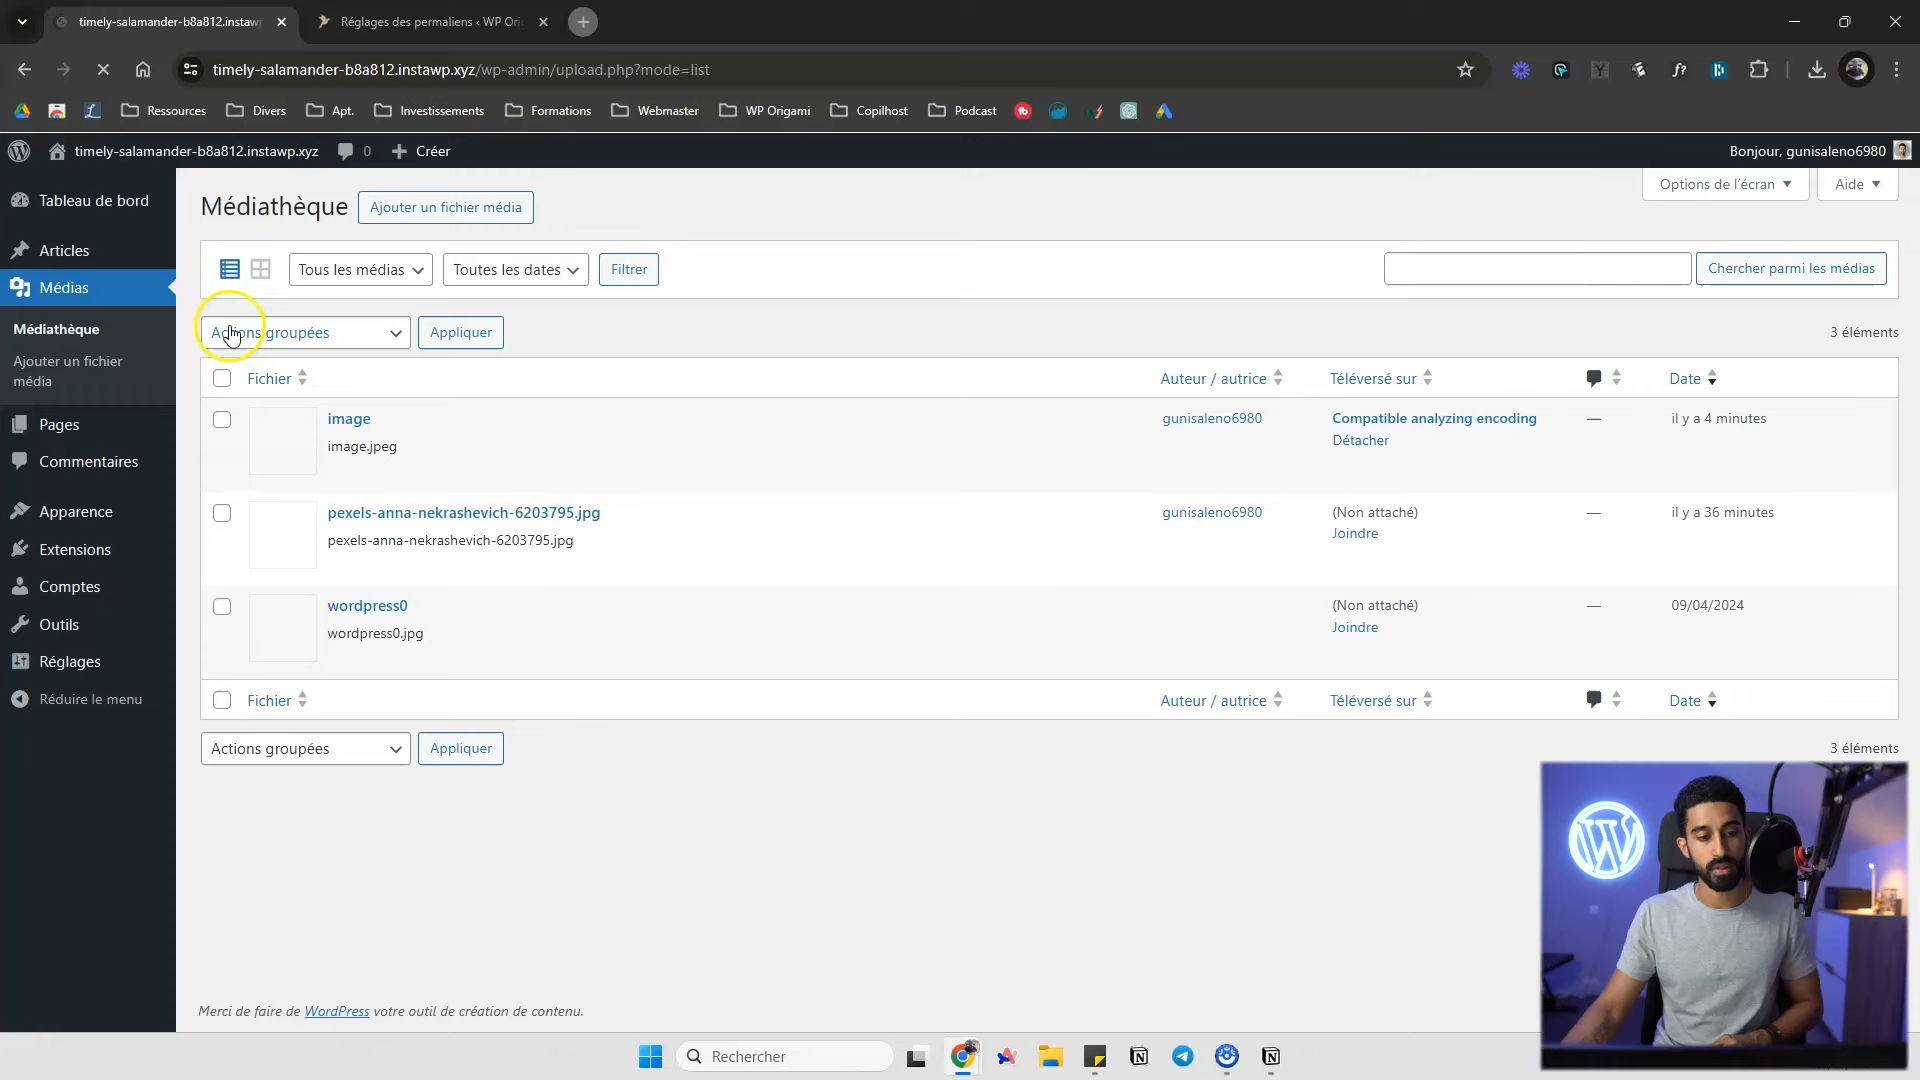 timely-salamander-b8a812.instaw
Réglages des permaliens ‹ WP Ori
timely-salamander-b8a812.instawp.xyz/wp-admin/upload.php?mode=list
Ressources
Divers
Apt.
Investissements
Formations
Webmaster
WP Origami
Copilhost
Podcast
timely-salamander-b8a812.instawp.xyz
0
Créer
Bonjour, gunisaleno6980
Tableau de bord
Articles
Médias
Médiathèque
Ajouter un fichier
média
Pages
Commentaires
Apparence
Extensions
Comptes
Outils
Réglages
Réduire le menu
Médiathèque
Ajouter un fichier média
Options de l’écran
Aide
Tous les médias
Toutes les dates
Filtrer
Chercher parmi les médias
Actions groupées
Appliquer
3 éléments
Fichier
Auteur / autrice
Téléversé sur
Date
image
image.jpeg
gunisaleno6980
Compatible analyzing encoding
Détacher
—
il y a 4 minutes
pexels-anna-nekrashevich-6203795.jpg
pexels-anna-nekrashevich-6203795.jpg
gunisaleno6980
(Non attaché)
Joindre
—
il y a 36 minutes
wordpress0
wordpress0.jpg
(Non attaché)
Joindre
—
09/04/2024
Fichier
Auteur / autrice
Téléversé sur
Date
Actions groupées
Appliquer
3 éléments
Merci de faire de WordPress votre outil de création de contenu.
Rechercher